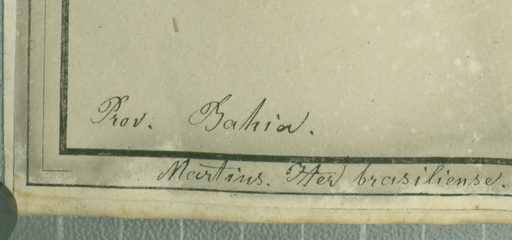 Prov. Bahia.
Martius. Iter brasiliense.